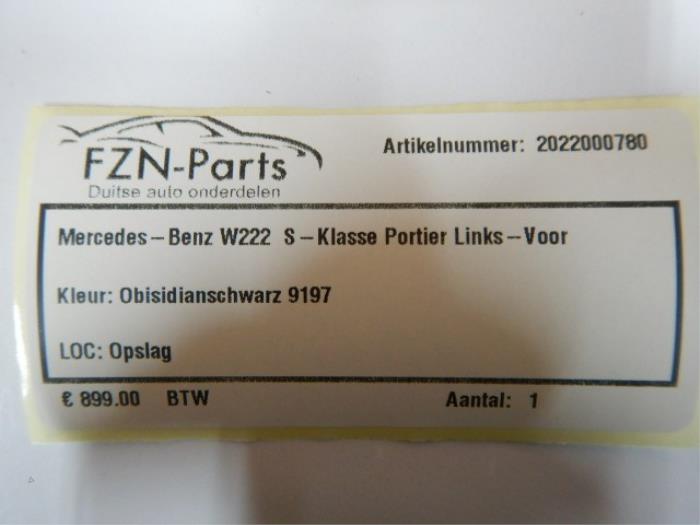 FZN-Parts
Duitse auto onderdelen
Artikelnummer: 2022000780
Mercedes-Benz W222 S-Klasse Portier Links-Voor
Kleur: Obisidianschwarz 9197
LOC: Opslag
€ 899.00 BTW Aantal: 1